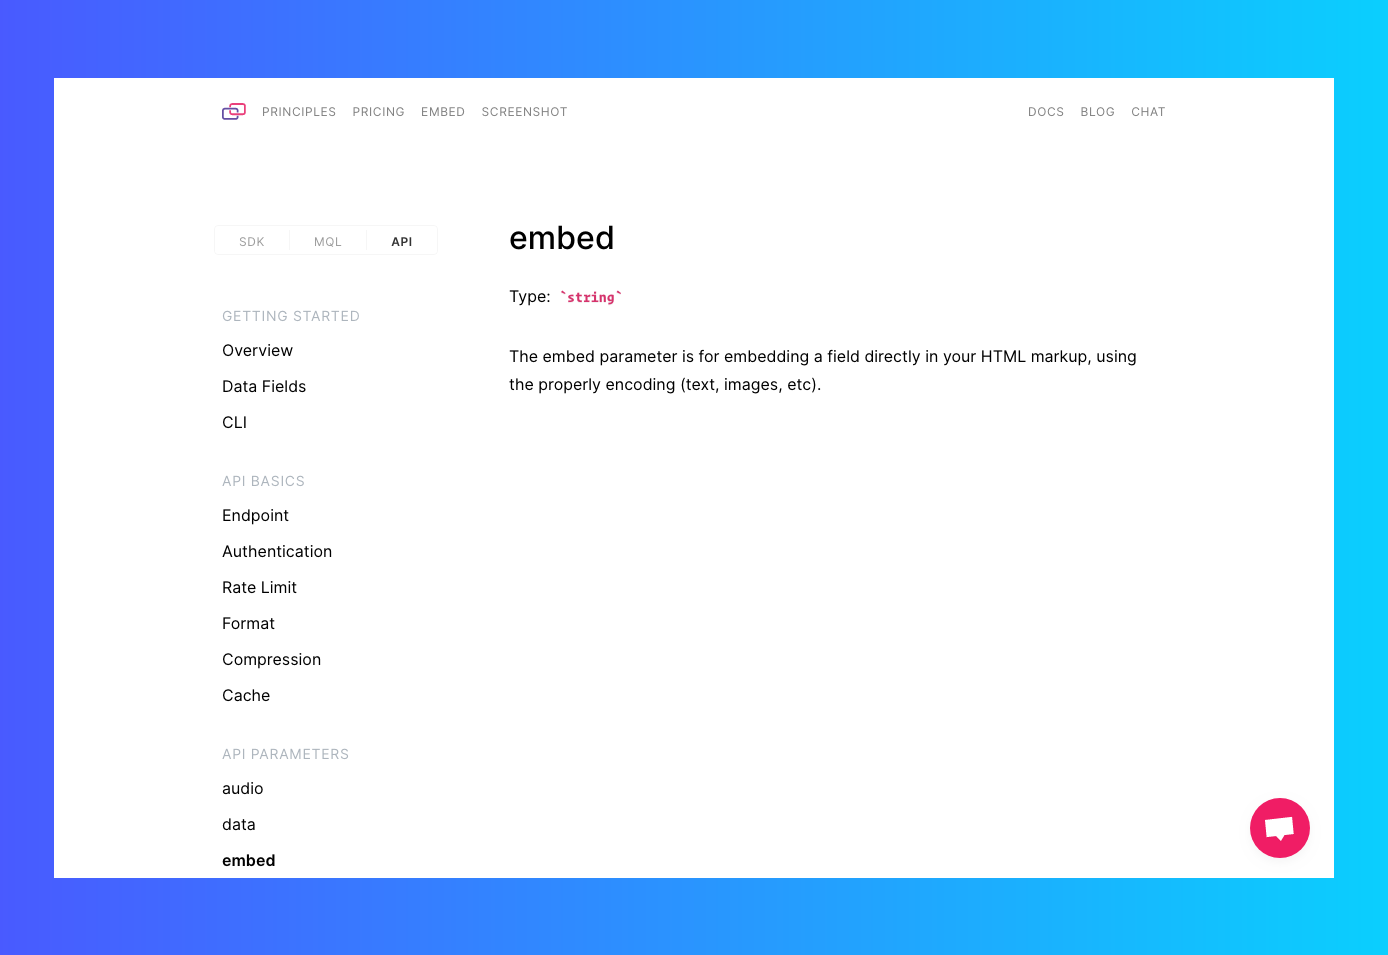 PRINCIPLES PRICING EMBED SCREENSHOT DOCS BLOG CHAT
SDK MQL API
GETTING STARTED
Overview
Data Fields
CLI
API BASICS
Endpoint
Authentication
Rate Limit
Format
Compression
Cache
API PARAMETERS
audio
data
embed
embed
Type: `string`
The embed parameter is for embedding a field directly in your HTML markup, using
the properly encoding (text, images, etc).